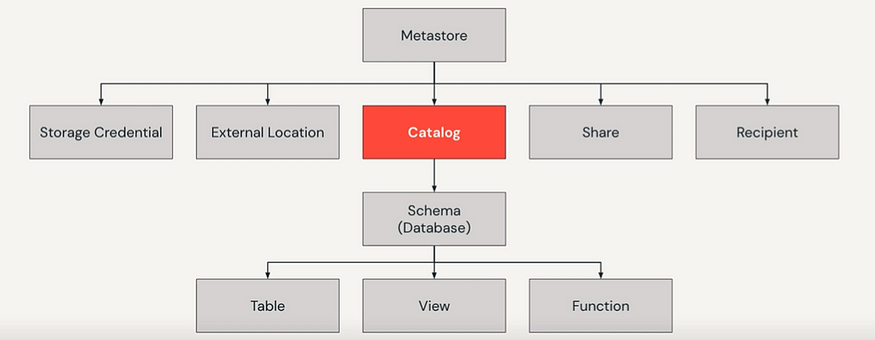 Metastore
Storage Credential
External Location
Catalog
Share
Recipient
Schema
(Database)
Table
View
Function